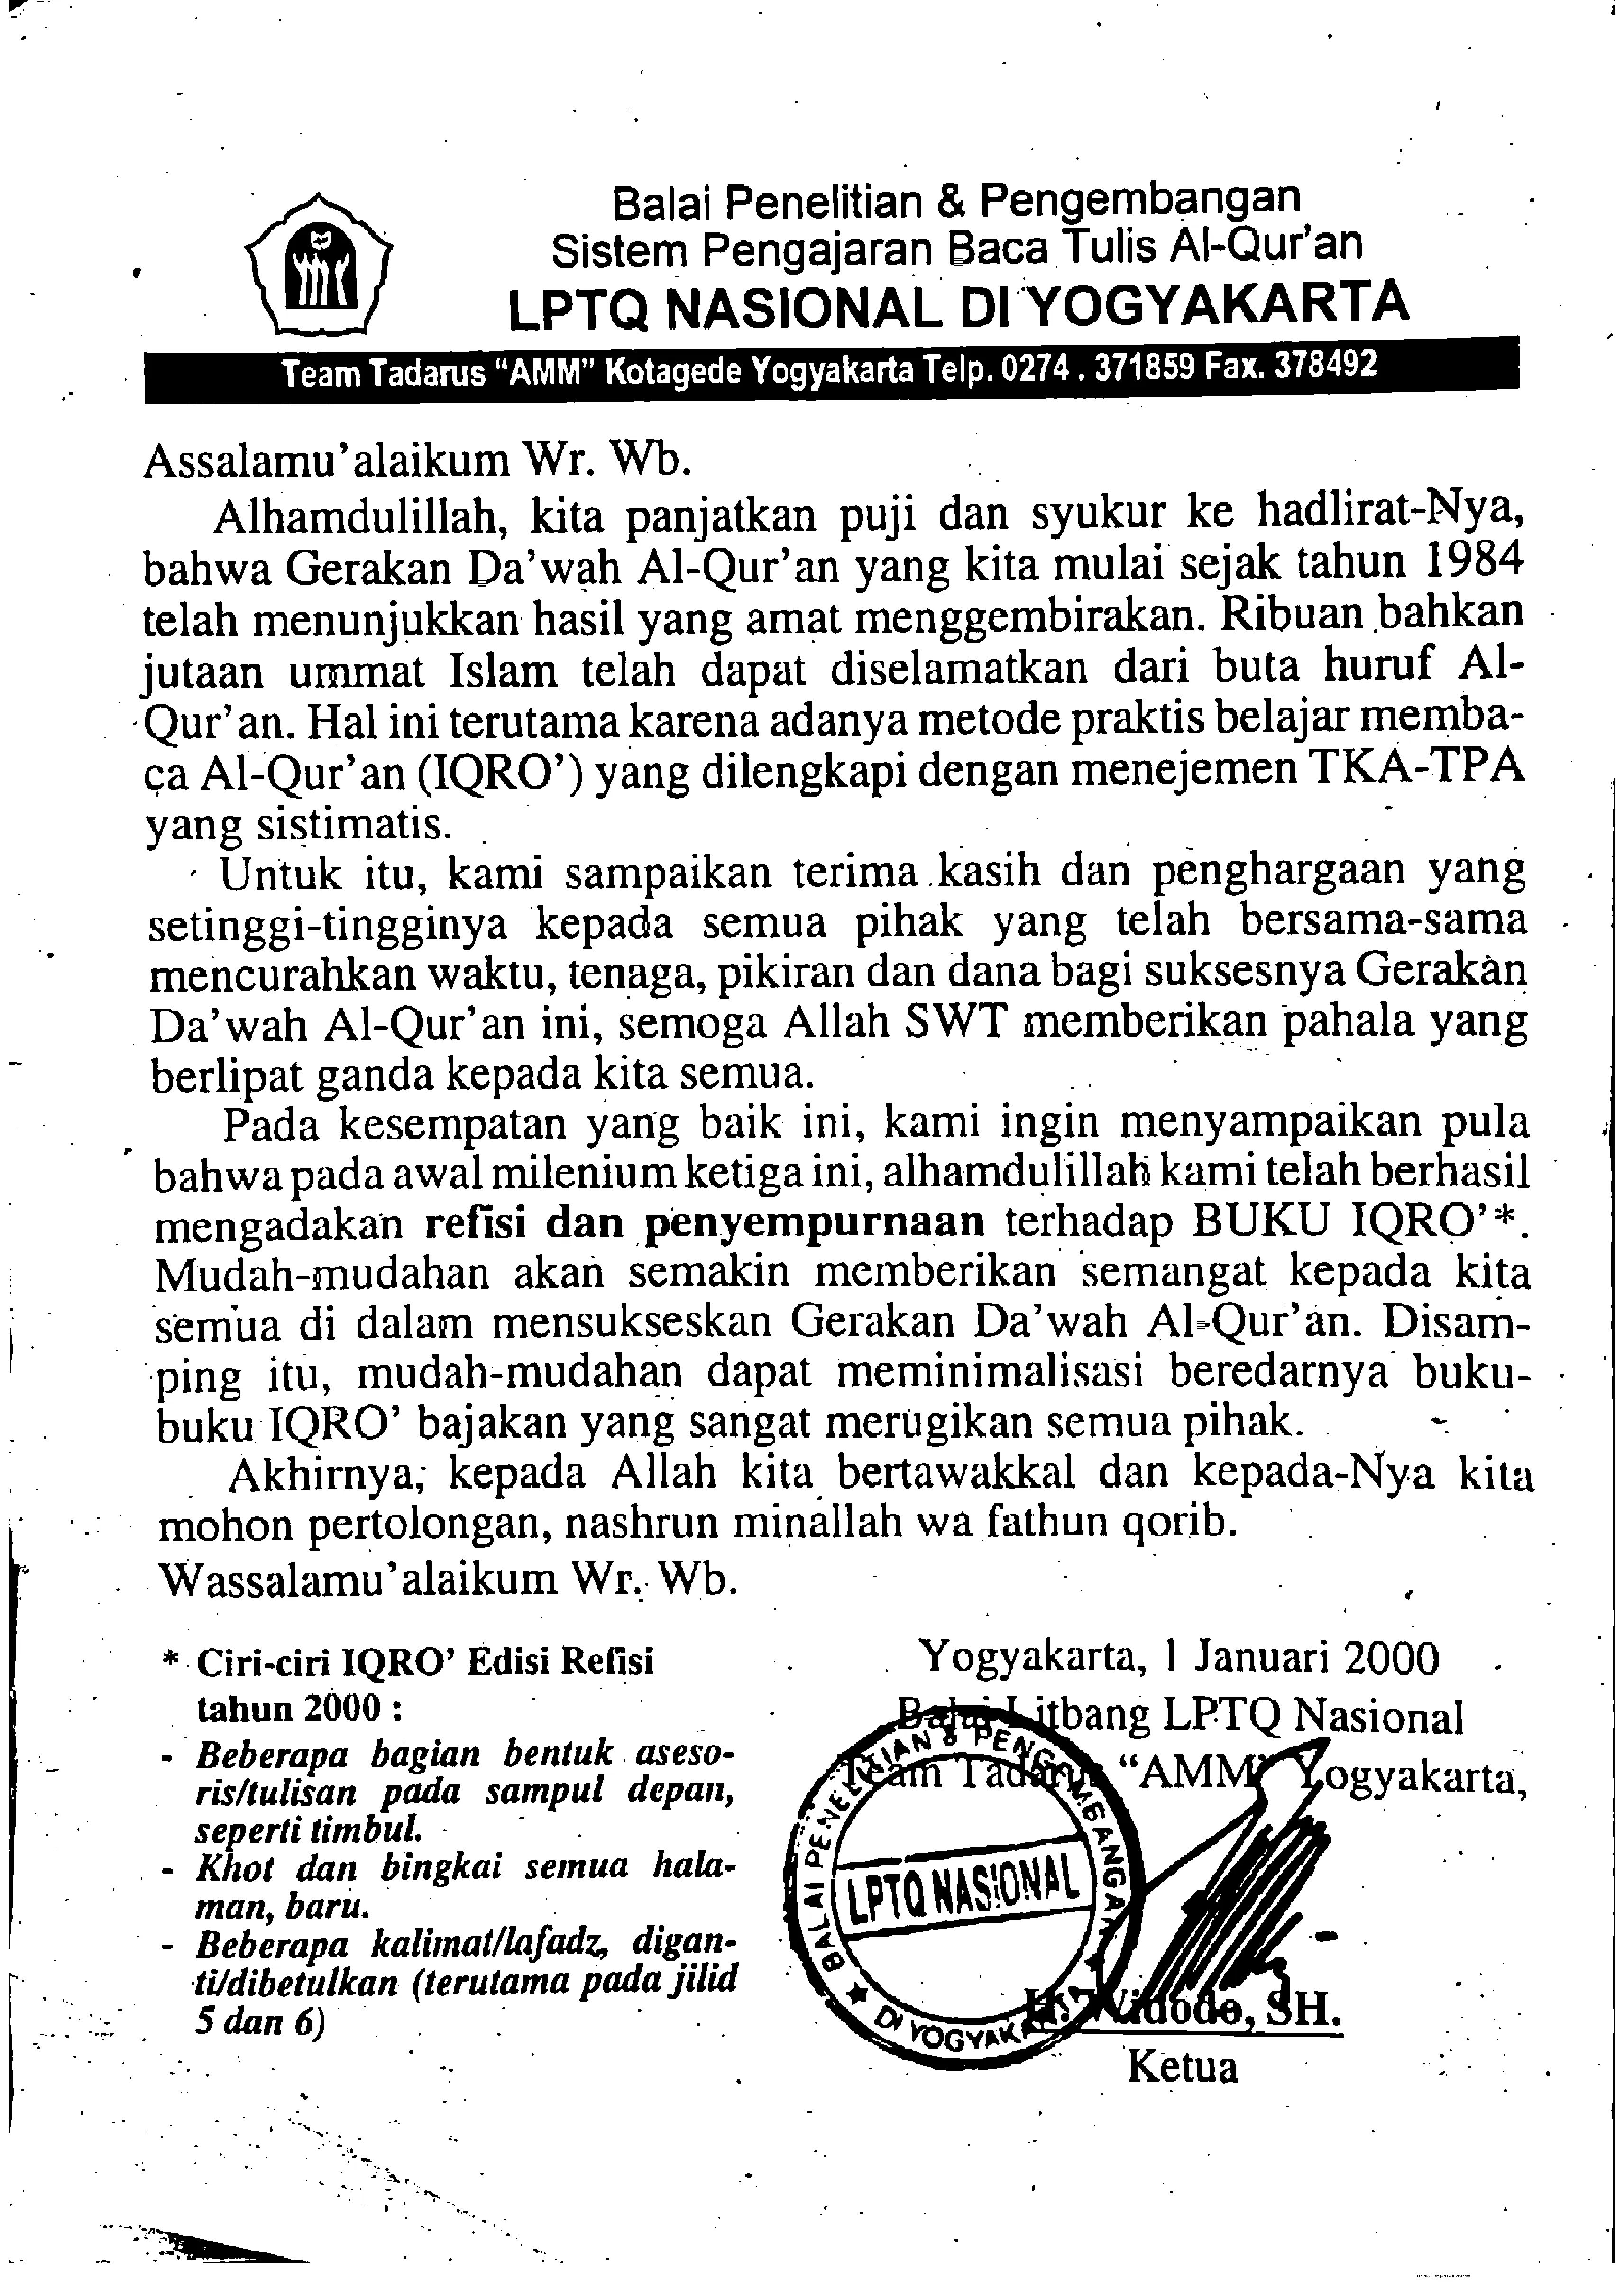 Balai Penelitian & Pengembangan
Sistem Pengajaran Baca Tulis Al-Qur'an
LPTQ NASIONAL DI YOGYAKARTA
Team Tadarus "AMM" Kotagede Yogyakarta Telp. 0274 . 371859 Fax. 378492
Assalamu'alaikum Wr. Wb.
Alhamdulillah, kita panjatkan puji dan syukur ke hadlirat-Nya,
bahwa Gerakan Da'wah Al-Qur'an yang kita mulai sejak tahun 1984
telah menunjukkan hasil yang amat menggembirakan. Ribuan bahkan
jutaan ummat Islam telah dapat diselamatkan dari buta huruf Al-
Qur'an. Hal ini terutama karena adanya metode praktis belajar memba-
ca Al-Qur'an (IQRO') yang dilengkapi dengan menejemen TKA-TPA
yang sistimatis.
Untuk itu, kami sampaikan terima kasih dan penghargaan yang
setinggi-tingginya kepada semua pihak yang telah bersama-sama
mencurahkan waktu, tenaga, pikiran dan dana bagi suksesnya Gerakan
Da'wah Al-Qur'an ini, semoga Allah SWT memberikan pahala yang
berlipat ganda kepada kita semua.
Pada kesempatan yang baik ini, kami ingin menyampaikan pula
bahwa pada awal milenium ketiga ini, alhamdulillah kami telah berhasil
mengadakan refisi dan penyempurnaan terhadap BUKU IQRO'*.
Mudah-mudahan akan semakin memberikan semangat kepada kita
semua di dalam mensukseskan Gerakan Da'wah Al-Qur'an. Disam-
ping itu, mudah-mudahan dapat meminimalisasi beredarnya buku-
buku IQRO' bajakan yang sangat merugikan semua pihak.
Akhirnya, kepada Allah kita bertawakkal dan kepada-Nya kita
mohon pertolongan, nashrun minallah wa fathun qorib.
Wassalamu'alaikum Wr. Wb.
* Ciri-ciri IQRO' Edisi Refisi
tahun 2000 :
- Beberapa bagian bentuk aseso-
ris/tulisan pada sampul depan,
seperti timbul.
- Khot dan bingkai semua hala-
man, baru.
- Beberapa kalimat/lafadz, digan-
ti/dibetulkan (terutama pada jilid
5 dan 6)
Yogyakarta, 1 Januari 2000
Balai Litbang LPTQ Nasional
Team Tadarus "AMM" Yogyakarta,
BALAI PENELITIAN & PENGEMBANGAN
LPTQ NASIONAL
DI YOGYAKARTA
H. Widodo, SH.
Ketua